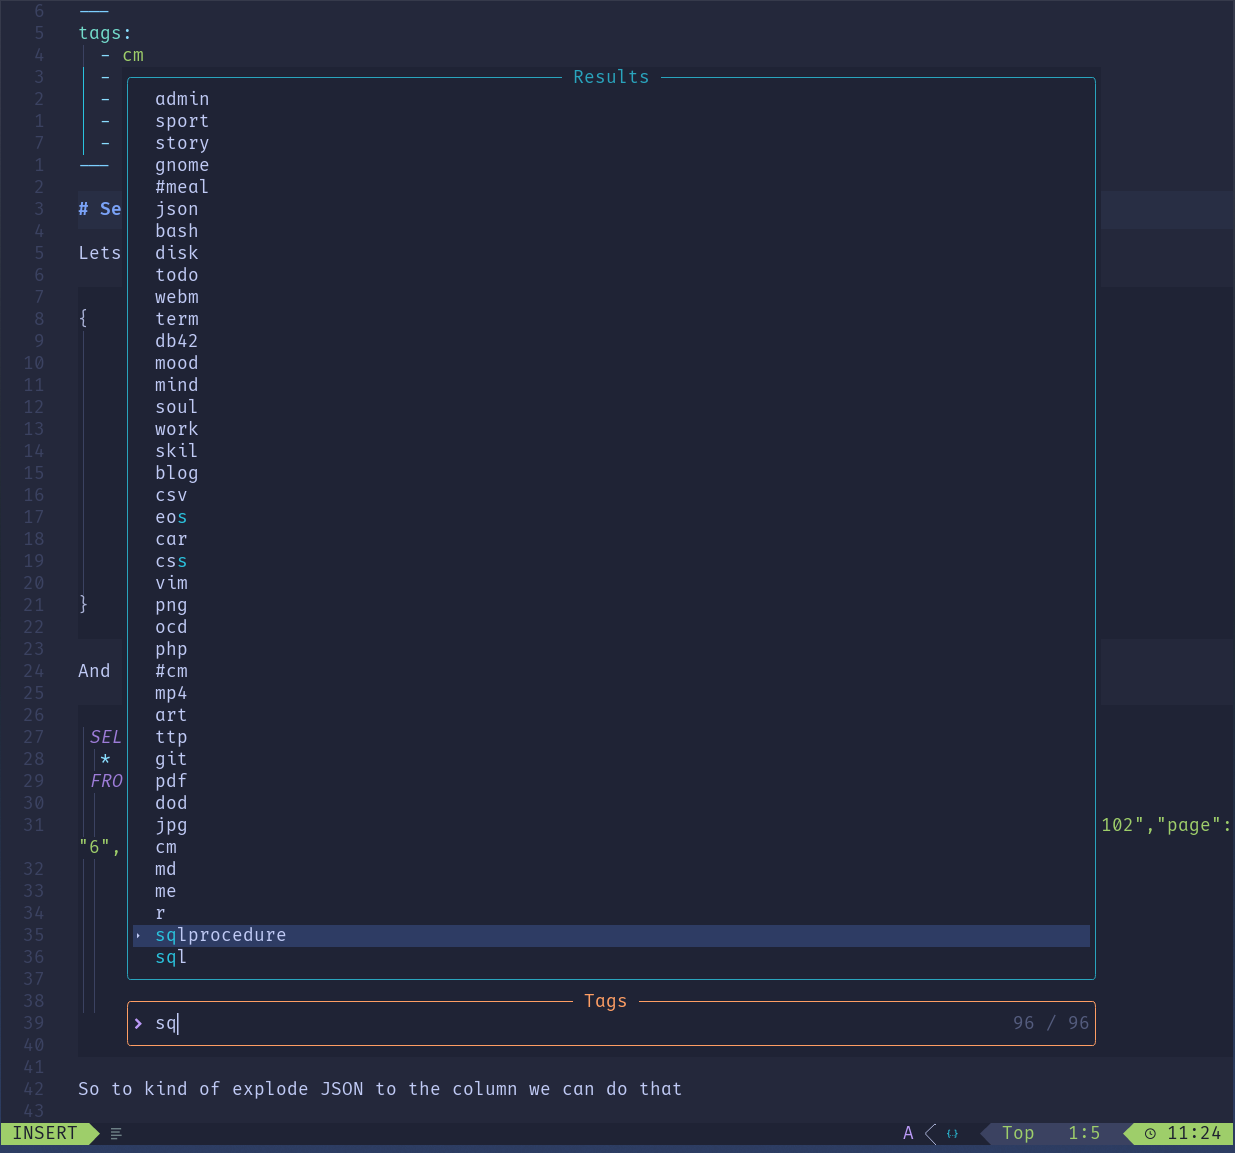 6 ---
5 tags:
4 - cm
3 - Results
2 - admin
1 - sport
7 - story
1 --- gnome
2 #meal
3 # Se json
4 bash
5 Lets disk
6 todo
7 webm
8 { term
9 db42
10 mood
11 mind
12 soul
13 work
14 skil
15 blog
16 csv
17 eos
18 car
19 css
20 vim
21 } png
22 ocd
23 php
24 And #cm
25 mp4
26 art
27 SEL ttp
28 * git
29 FRO pdf
30 dod
31 jpg 102","page":
"6", cm
32 md
33 me
34 r
35 sqlprocedure
36 sql
37
38 Tags
39 > sq 96 / 96
40
41
42 So to kind of explode JSON to the column we can do that
43
INSERT A {.} Top 1:5 11:24